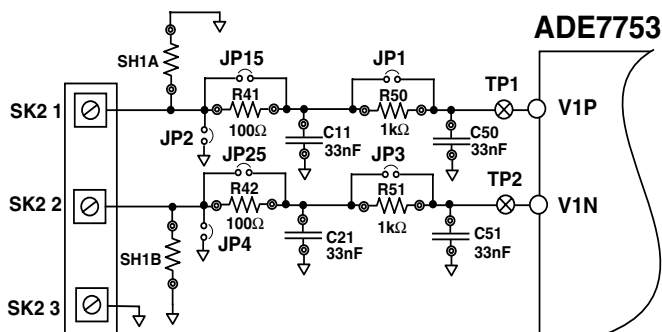 ADE7753
JP15
JP1
SH1A
R41
R50
TP1
SK2 1
V1P
JP2
100Ω
C11
33nF
1kΩ
C50
33nF
JP25
JP3
R42
R51
TP2
SK2 2
V1N
JP4
100Ω
C21
33nF
1kΩ
C51
33nF
SH1B
SK2 3